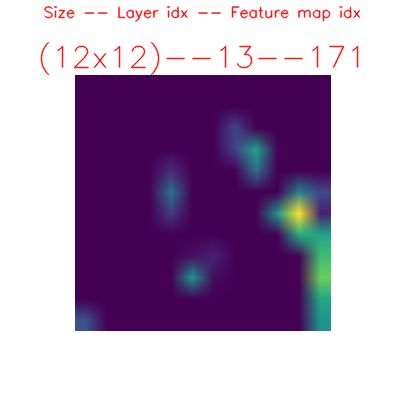 Size -- Layer idx -- Feature map idx
(12x12)--13--171